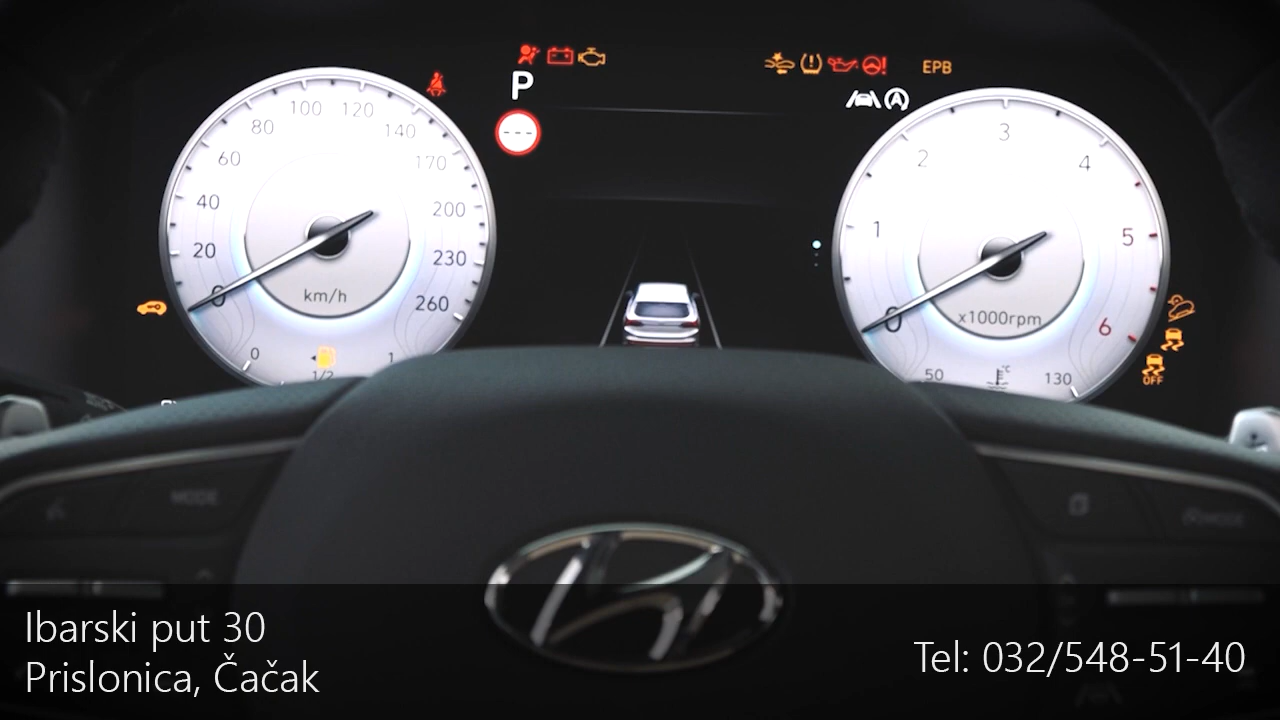 P
EPB
- - -
0
20
40
60
80
100
120
140
170
200
230
260
km/h
0
1/2
1
0
1
2
3
4
5
6
x1000rpm
50
°C
130
OFF
MODE
MODE
Ibarski put 30
Prislonica, Čačak
Tel: 032/548-51-40